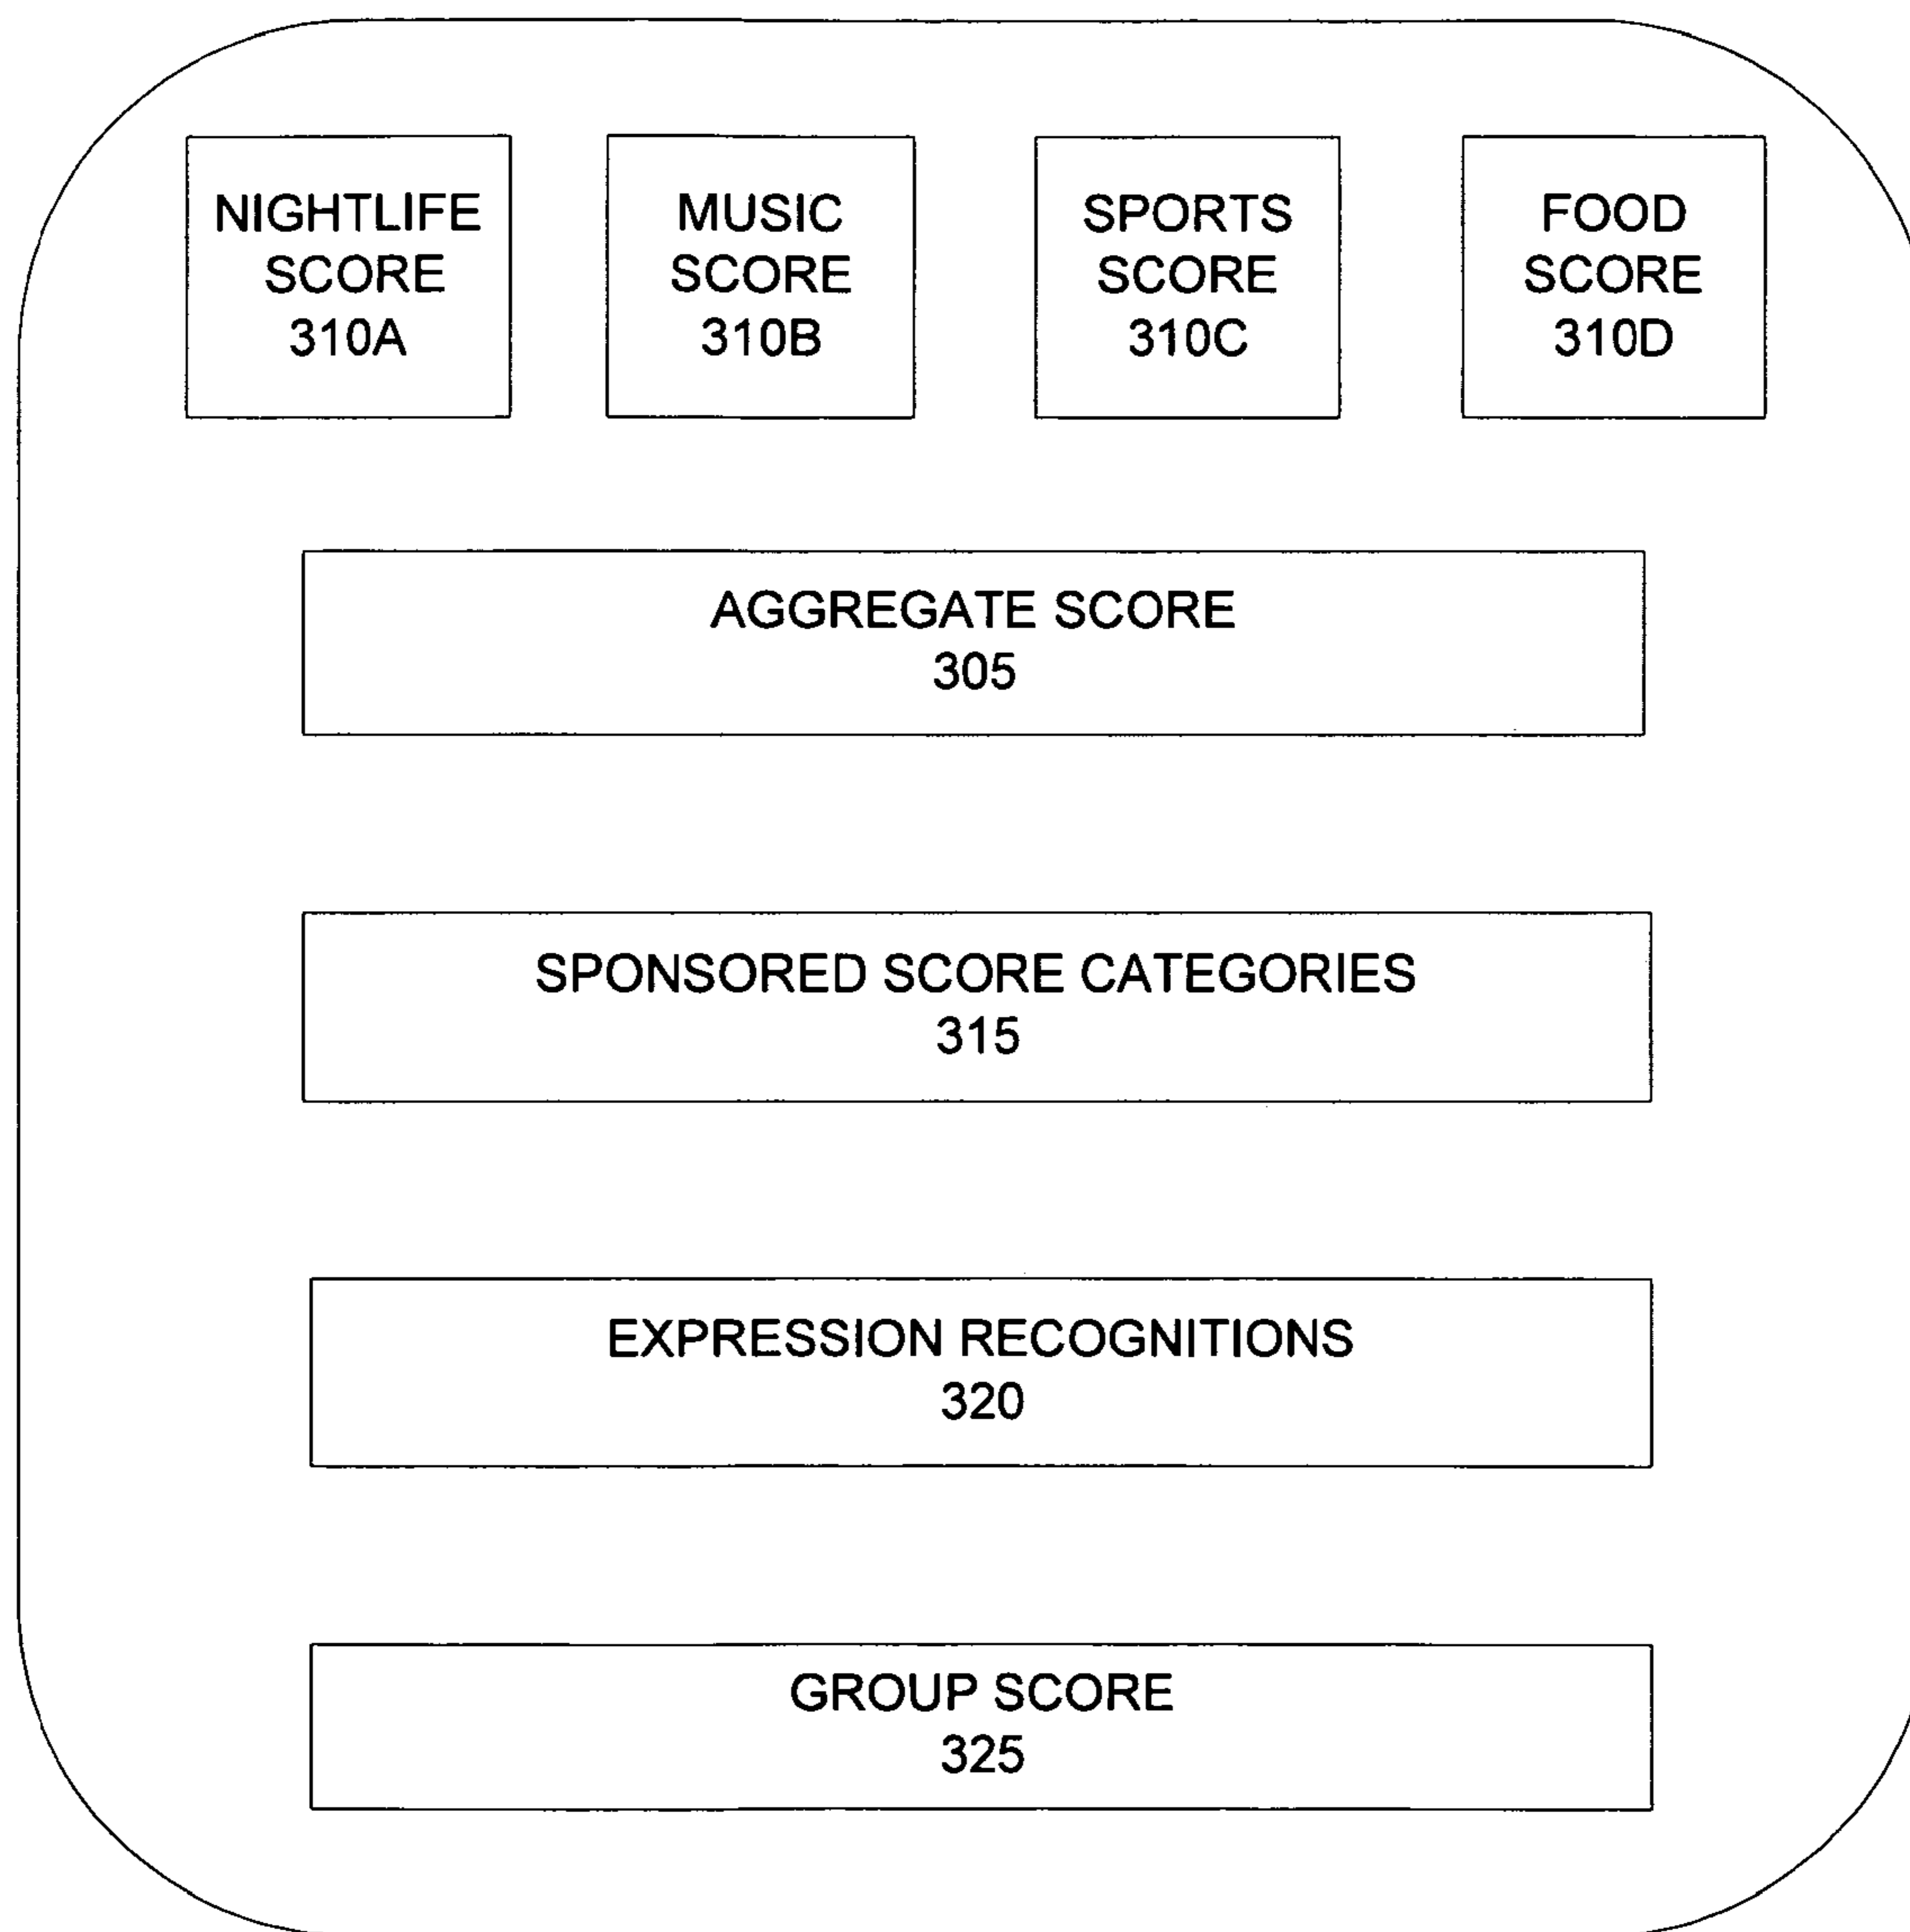 NIGHTLIFE
SCORE
310A
MUSIC
SCORE
310B
SPORTS
SCORE
310C
FOOD
SCORE
310D
AGGREGATE SCORE
305
SPONSORED SCORE CATEGORIES
315
EXPRESSION RECOGNITIONS
320
GROUP SCORE
325